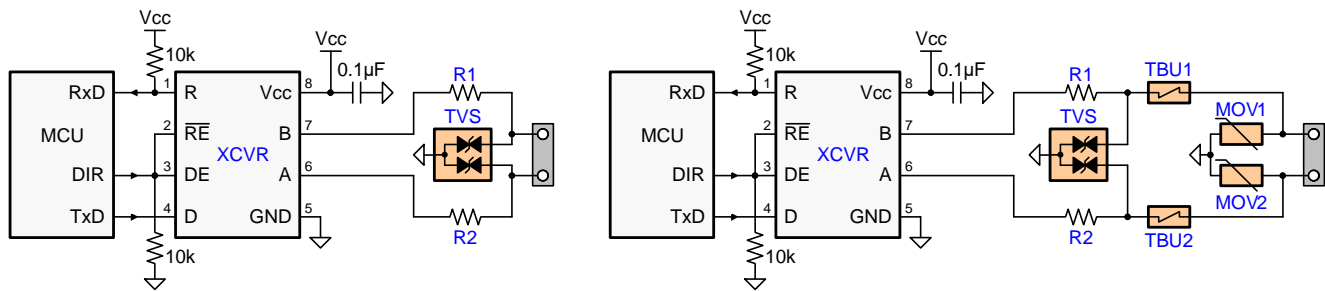 Vcc
10k
Vcc
0.1µF
R1
RxD
1
R
Vcc
8
TVS
MCU
2
RE
B
7
XCVR
DIR
3
DE
A
6
TxD
4
D
GND
5
R2
10k
Vcc
10k
Vcc
0.1µF
R1
TBU1
RxD
1
R
Vcc
8
TVS
MOV1
MCU
2
RE
B
7
XCVR
DIR
3
DE
A
6
MOV2
TxD
4
D
GND
5
R2
TBU2
10k